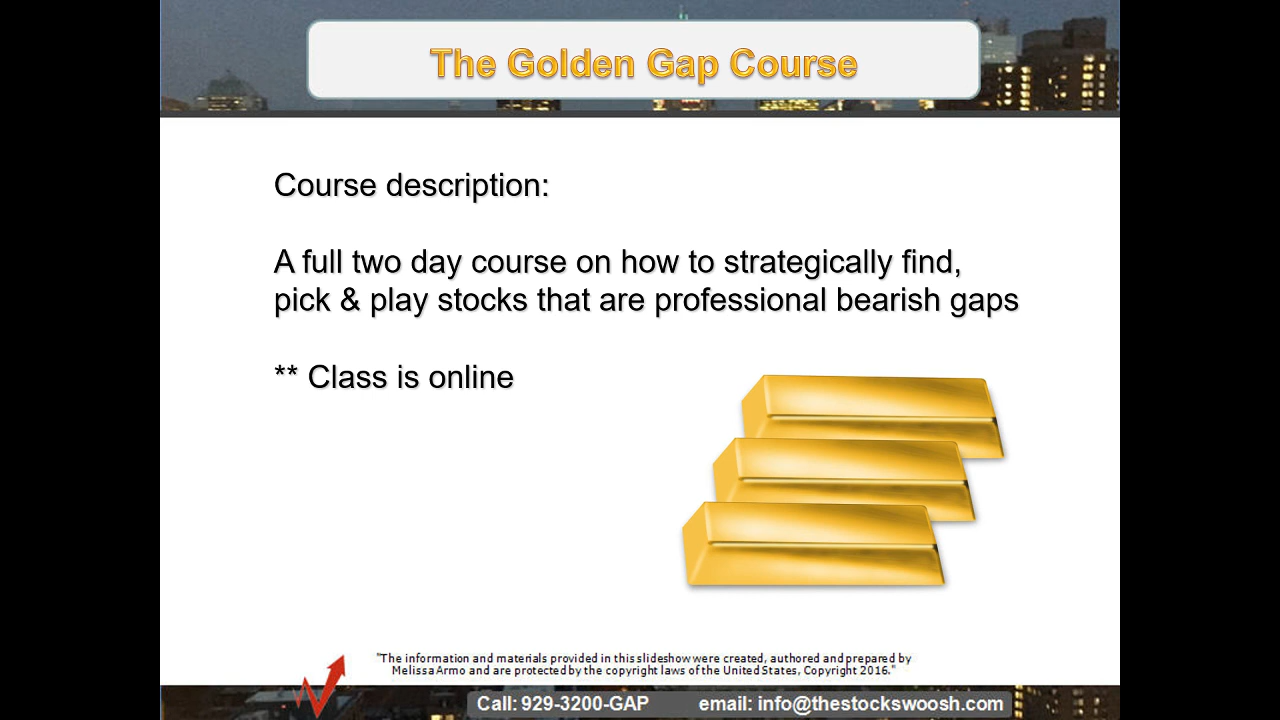 The Golden Gap Course
Course description:
A full two day course on how to strategically find,
pick & play stocks that are professional bearish gaps
** Class is online
"The information and materials provided in this slideshow were created, authored and prepared by
Melissa Armo and are protected by the copyright laws of the United States, Copyright 2016."
Call: 929-3200-GAP email: info@thestockswoosh.com